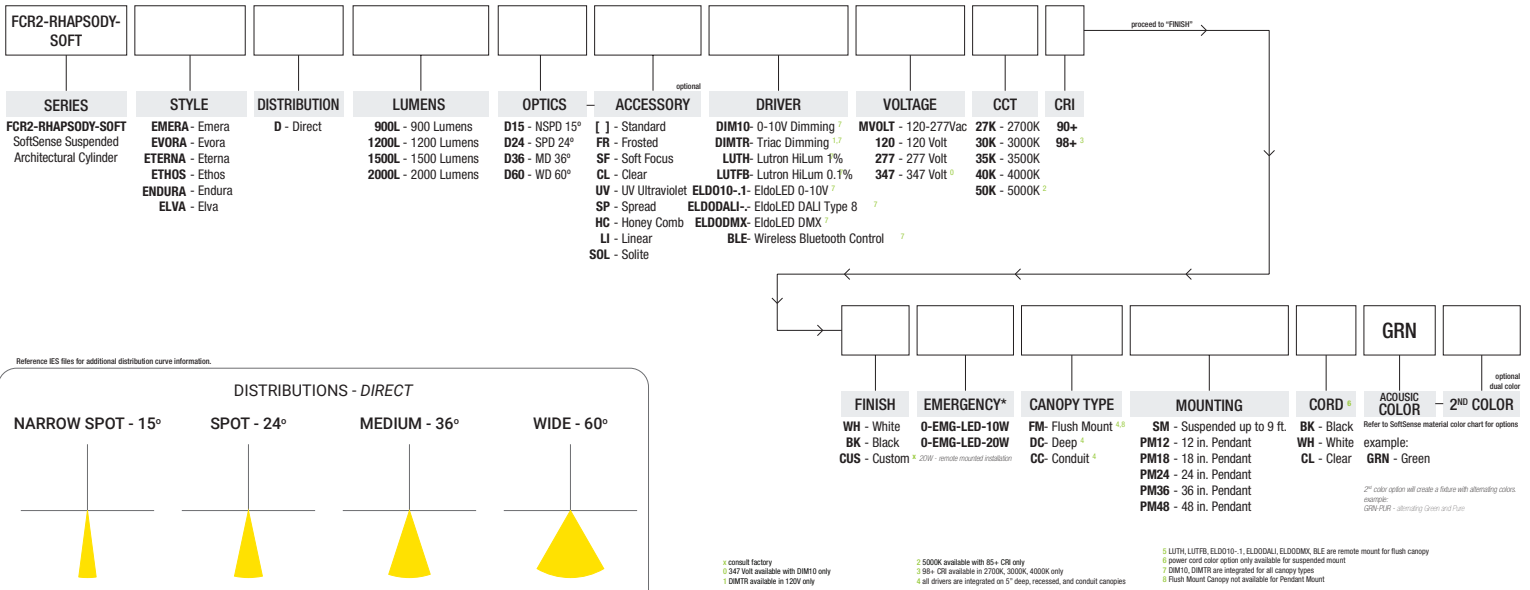 FCR2-RHAPSODY-
SOFT
proceed to "FINISH"
optional
SERIES
FCR2-RHAPSODY-SOFT
SoftSense Suspended
Architectural Cylinder
STYLE
EMERA - Emera
EVORA - Evora
ETERNA - Eterna
ETHOS - Ethos
ENDURA - Endura
ELVA - Elva
DISTRIBUTION
D - Direct
LUMENS
900L - 900 Lumens
1200L - 1200 Lumens
1500L - 1500 Lumens
2000L - 2000 Lumens
OPTICS
D15 - NSPD 15º
D24 - SPD 24º
D36 - MD 36º
D60 - WD 60º
ACCESSORY
[ ] - Standard
FR - Frosted
SF - Soft Focus
CL - Clear
UV - UV Ultraviolet
SP - Spread
HC - Honey Comb
LI - Linear
SOL - Solite
DRIVER
DIM10- 0-10V Dimming 7
DIMTR- Triac Dimming 1,7
LUTH- Lutron HiLum 1%
LUTFB- Lutron HiLum 0.1%
ELDO10-.1- EldoLED 0-10V 7
ELDODALI-.- EldoLED DALI Type 8 7
ELDODMX- EldoLED DMX 7
BLE- Wireless Bluetooth Control 7
VOLTAGE
MVOLT - 120-277Vac
120 - 120 Volt
277 - 277 Volt
347 - 347 Volt 0
CCT
27K - 2700K
30K - 3000K
35K - 3500K
40K - 4000K
50K - 5000K 2
CRI
90+
98+ 3
GRN
FINISH
WH - White
BK - Black
CUS - Custom x
EMERGENCY*
0-EMG-LED-10W
0-EMG-LED-20W
20W - remote mounted installation
CANOPY TYPE
FM- Flush Mount 4,8
DC- Deep 4
CC- Conduit 4
MOUNTING
SM - Suspended up to 9 ft.
PM12 - 12 in. Pendant
PM18 - 18 in. Pendant
PM24 - 24 in. Pendant
PM36 - 36 in. Pendant
PM48 - 48 in. Pendant
CORD 6
BK - Black
WH - White
CL - Clear
optional
dual color
ACOUSIC
COLOR
2ND COLOR
Refer to SoftSense material color chart for options
example:
GRN - Green
2nd color option will create a fixture with alternating colors.
example:
GRN-PUR - alternating Green and Pure
Reference IES files for additional distribution curve information.
DISTRIBUTIONS - DIRECT
NARROW SPOT - 15º
SPOT - 24º
MEDIUM - 36º
WIDE - 60º
x consult factory
0 347 Volt available with DIM10 only
1 DIMTR available in 120V only
2 5000K available with 85+ CRI only
3 98+ CRI available in 2700K, 3000K, 4000K only
4 all drivers are integrated on 5" deep, recessed, and conduit canopies
5 LUTH, LUTFB, ELDO10-.1, ELDODALI, ELDODMX, BLE are remote mount for flush canopy
6 power cord color option only available for suspended mount
7 DIM10, DIMTR are integrated for all canopy types
8 Flush Mount Canopy not available for Pendant Mount